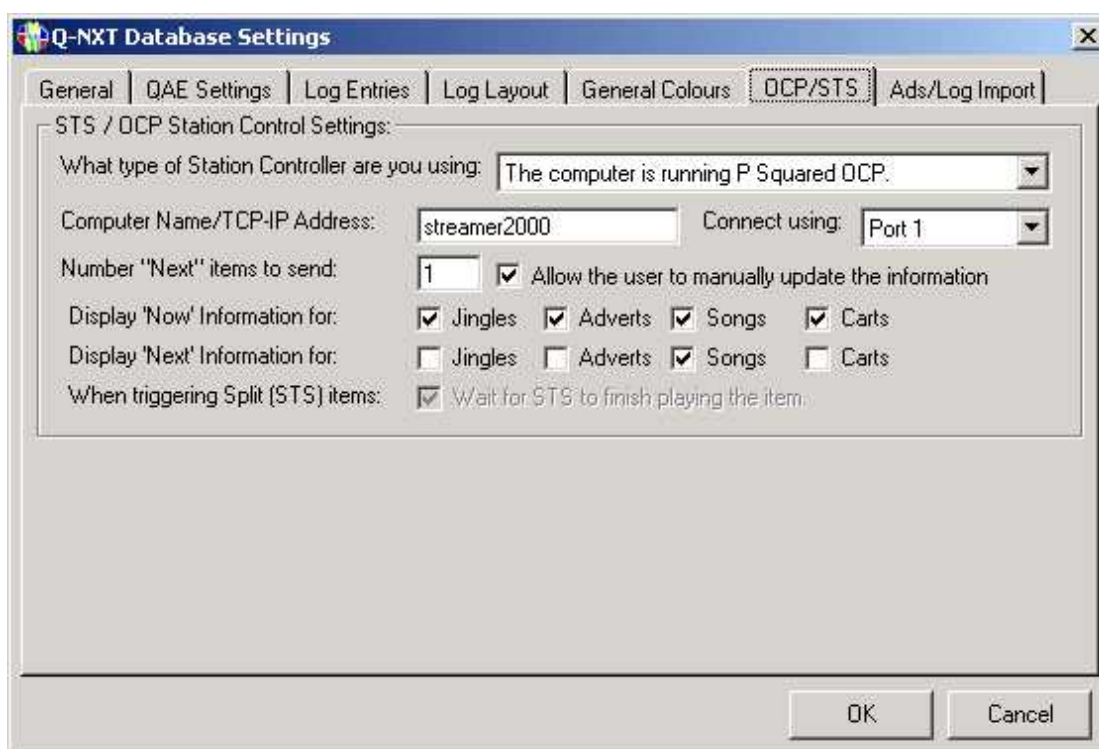 Q-NXT Database Settings
General QAE Settings Log Entries Log Layout General Colours OCP/STS Ads/Log Import
STS / OCP Station Control Settings:
What type of Station Controller are you using: The computer is running P Squared OCP.
Computer Name/TCP-IP Address: streamer2000 Connect using: Port 1
Number "Next" items to send: 1 Allow the user to manually update the information
Display 'Now' Information for: Jingles Adverts Songs Carts
Display 'Next' Information for: Jingles Adverts Songs Carts
When triggering Split (STS) items: Wait for STS to finish playing the item.
OK Cancel